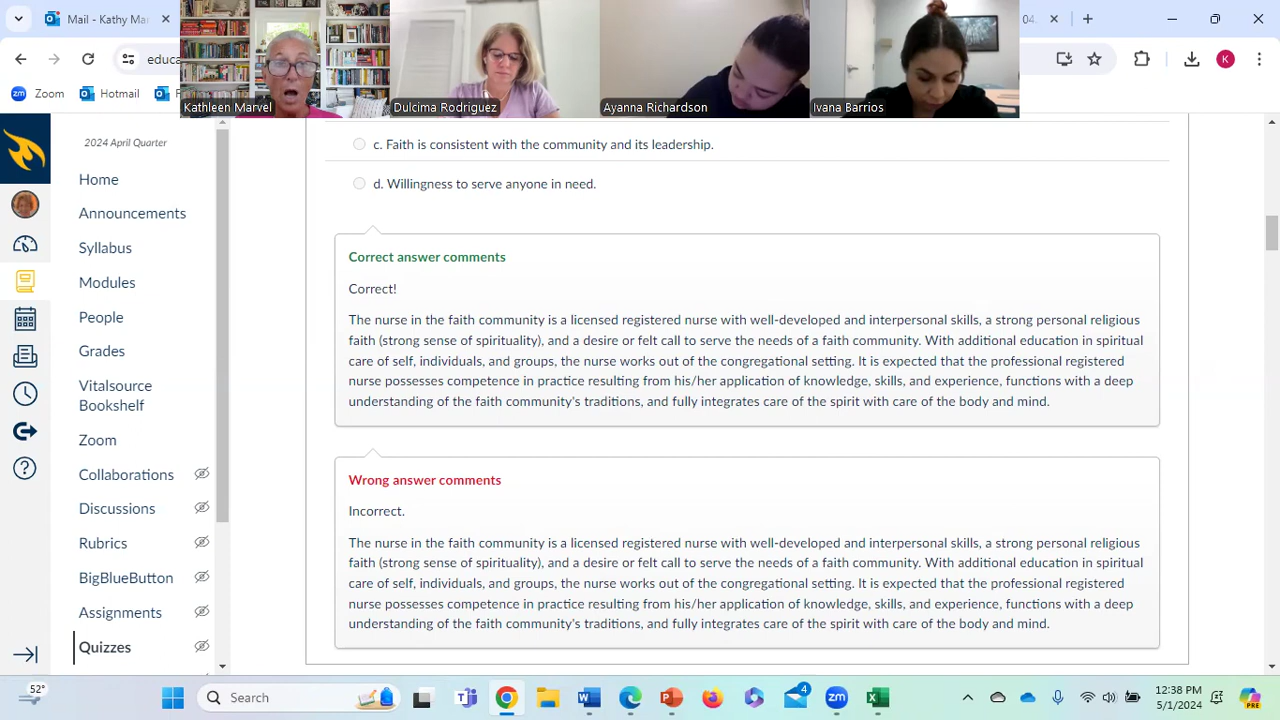 Mail - Kathy Mar
educa
04
K
Zoom
Hotmail
Kathleen Marvel
Dulcima Rodriguez
Ayanna Richardson
Ivana Barrios
2024 April Quarter
Home
Announcements
Syllabus
Modules
People
Grades
Vitalsource
Bookshelf
Zoom
Collaborations
Discussions
Rubrics
BigBlueButton
Assignments
Quizzes
c. Faith is consistent with the community and its leadership.
d. Willingness to serve anyone in need.
Correct answer comments
Correct!
The nurse in the faith community is a licensed registered nurse with well-developed and interpersonal skills, a strong personal religious
faith (strong sense of spirituality), and a desire or felt call to serve the needs of a faith community. With additional education in spiritual
care of self, individuals, and groups, the nurse works out of the congregational setting. It is expected that the professional registered
nurse possesses competence in practice resulting from his/her application of knowledge, skills, and experience, functions with a deep
understanding of the faith community's traditions, and fully integrates care of the spirit with care of the body and mind.
Wrong answer comments
Incorrect.
The nurse in the faith community is a licensed registered nurse with well-developed and interpersonal skills, a strong personal religious
faith (strong sense of spirituality), and a desire or felt call to serve the needs of a faith community. With additional education in spiritual
care of self, individuals, and groups, the nurse works out of the congregational setting. It is expected that the professional registered
nurse possesses competence in practice resulting from his/her application of knowledge, skills, and experience, functions with a deep
understanding of the faith community's traditions, and fully integrates care of the spirit with care of the body and mind.
52°
Search
4
12:38 PM
5/1/2024
PRE